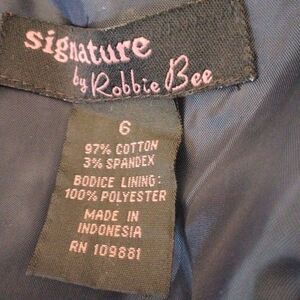 signature
by Robbie Bee
6
97% COTTON
3% SPANDEX
BODICE LINING:
100% POLYESTER
MADE IN
INDONESIA
RN 109881